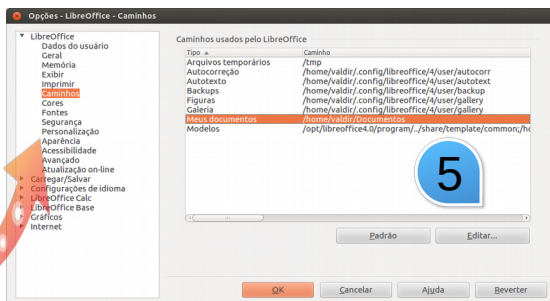 Opções - LibreOffice - Caminhos
LibreOffice
Dados do usuário
Geral
Memória
Exibir
Imprimir
Caminhos
Cores
Fontes
Segurança
Personalização
Aparência
Acessibilidade
Avançado
Atualização on-line
Carregar/Salvar
Configurações de idioma
LibreOffice Calc
LibreOffice Base
Gráficos
Internet
Caminhos usados pelo LibreOffice
Tipo Caminho
Arquivos temporários /tmp
Autocorreção /home/valdir/.config/libreoffice/4/user/autocorr
Autotexto /home/valdir/.config/libreoffice/4/user/autotext
Backups /home/valdir/.config/libreoffice/4/user/backup
Figuras /home/valdir/.config/libreoffice/4/user/gallery
Galeria /home/valdir/.config/libreoffice/4/user/gallery
Meus documentos /home/valdir/Documentos
Modelos /opt/libreoffice4.0/program/../share/template/common;/ho
5
Padrão Editar...
OK Cancelar Ajuda Reverter